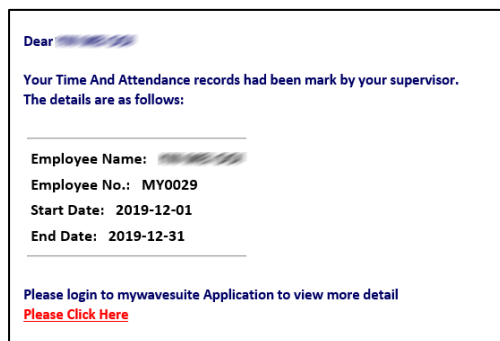 Dear
Your Time And Attendance records had been mark by your supervisor.
The details are as follows:
Employee Name:
Employee No.: MY0029
Start Date: 2019-12-01
End Date: 2019-12-31
Please login to mywavesuite Application to view more detail
Please Click Here